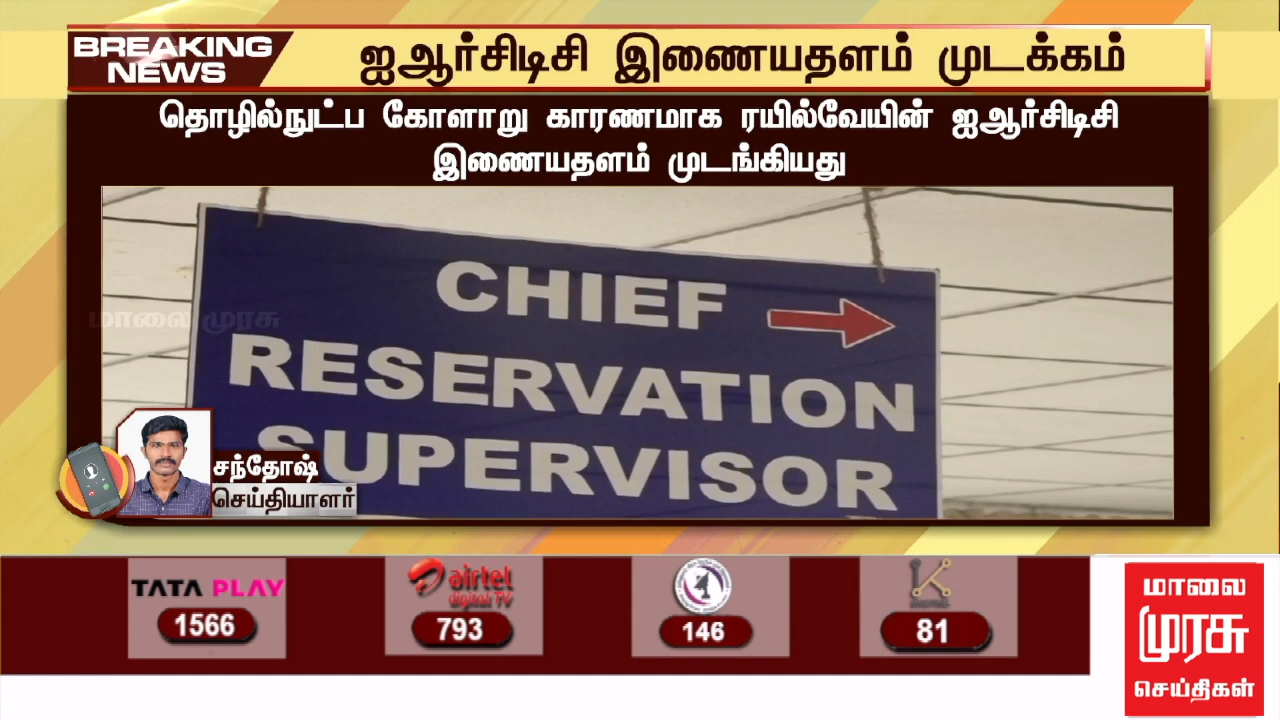 BREAKING
NEWS
ஐஆர்சிடிசி இணையதளம் முடக்கம்
தொழில்நுட்ப கோளாறு காரணமாக ரயில்வேயின் ஐஆர்சிடிசி
இணையதளம் முடங்கியது
CHIEF
RESERVATION
SUPERVISOR
மாலை முரசு
சந்தோஷ்
செய்தியாளர்
TATA PLAY
1566
airtel
digital TV
793
146
81
மாலை
முரசு
செய்திகள்